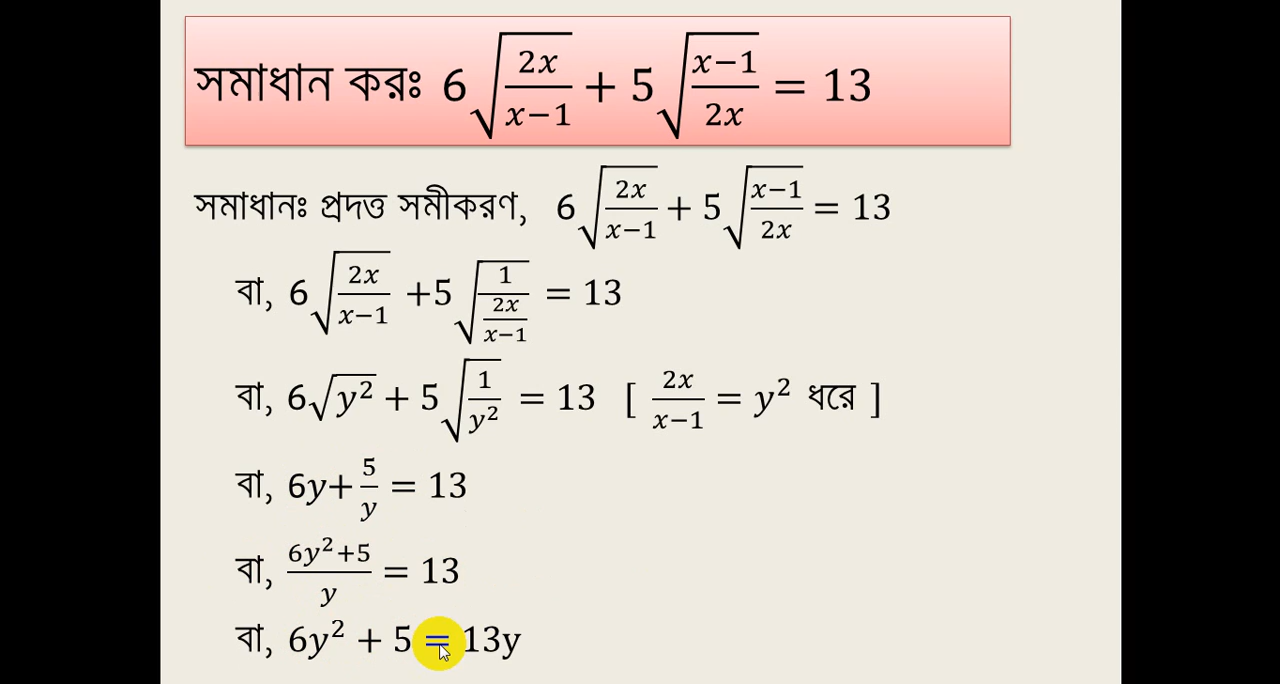 সমাধান করঃ 6√(2x/(x−1)) + 5√((x−1)/2x) = 13
সমাধানঃ প্রদত্ত সমীকরণ, 6√(2x/(x−1)) + 5√((x−1)/2x) = 13
বা, 6√(2x/(x−1)) +5√(1/(2x/(x−1))) = 13
বা, 6√(y²) + 5√(1/y²) = 13 [ 2x/(x−1) = y² ধরে ]
বা, 6y+5/y = 13
বা, (6y²+5)/y = 13
বা, 6y² + 5 = 13y